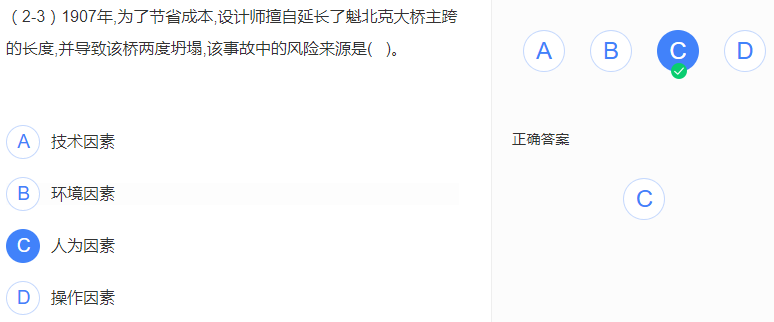 （2-3）1907年,为了节省成本,设计师擅自延长了魁北克大桥主跨
的长度,并导致该桥两度坍塌,该事故中的风险来源是( )。
A 技术因素
B 环境因素
C 人为因素
D 操作因素
A B C D
正确答案
C